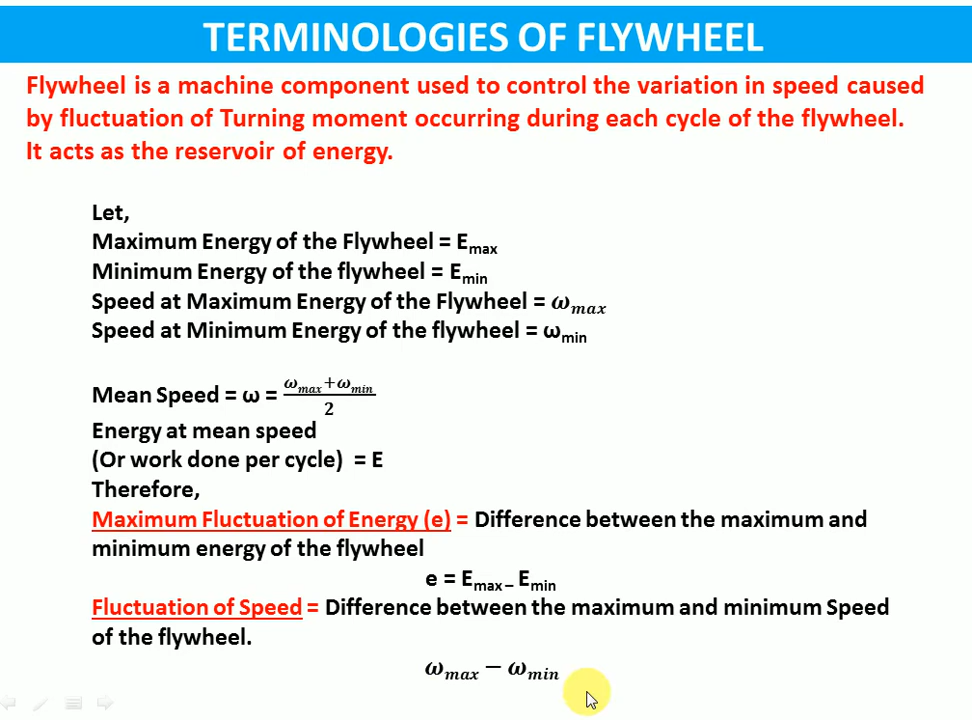 TERMINOLOGIES OF FLYWHEEL
Flywheel is a machine component used to control the variation in speed caused
by fluctuation of Turning moment occurring during each cycle of the flywheel.
It acts as the reservoir of energy.
Let,
Maximum Energy of the Flywheel = Emax
Minimum Energy of the flywheel = Emin
Speed at Maximum Energy of the Flywheel = ωmax
Speed at Minimum Energy of the flywheel = ωmin
Mean Speed = ω = (ωmax+ωmin)/2
Energy at mean speed
(Or work done per cycle) = E
Therefore,
Maximum Fluctuation of Energy (e) = Difference between the maximum and
minimum energy of the flywheel
e = Emax – Emin
Fluctuation of Speed = Difference between the maximum and minimum Speed
of the flywheel.
ωmax − ωmin